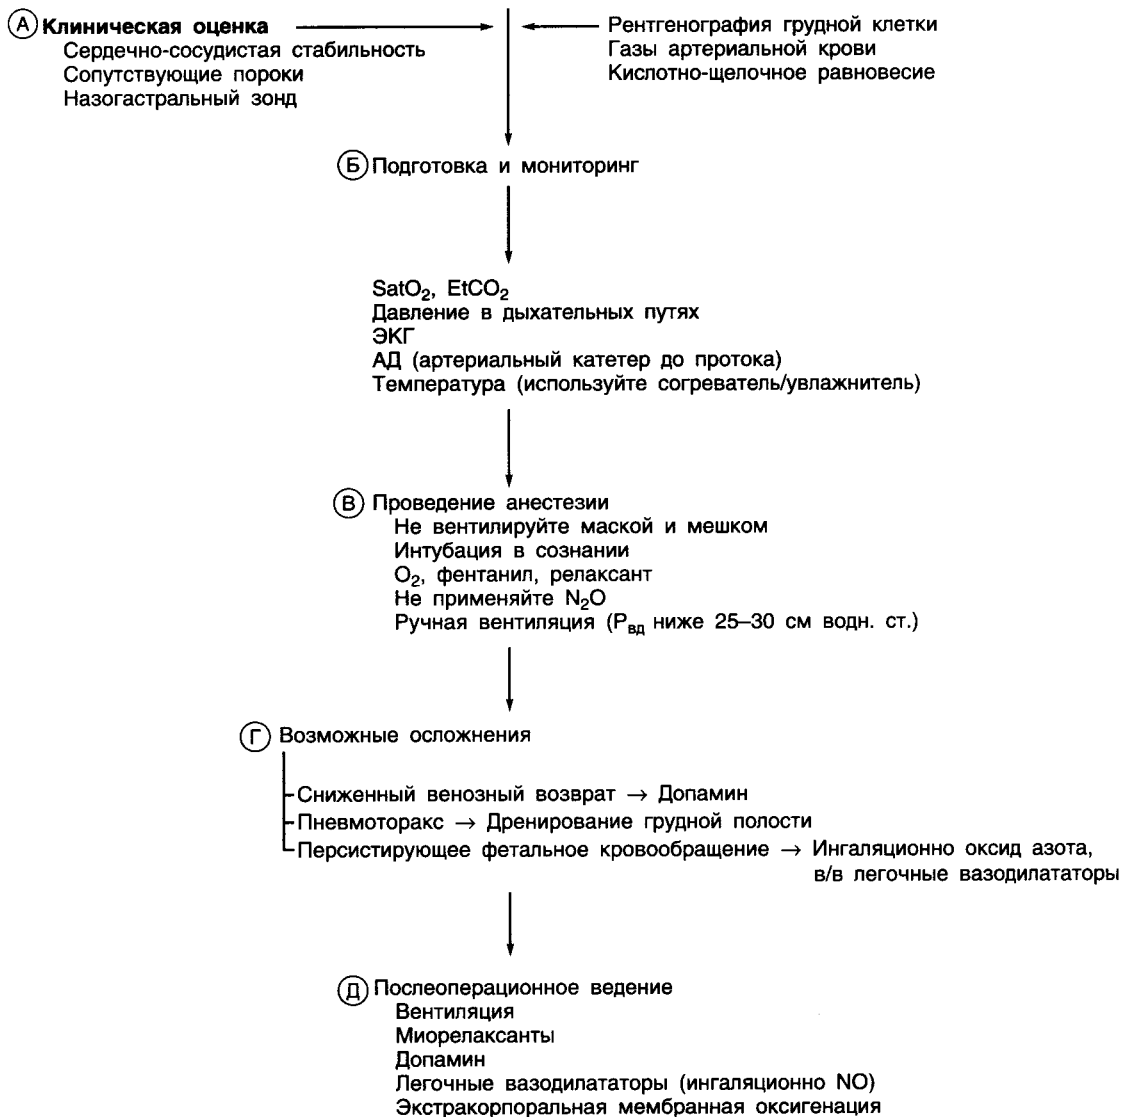 А Клиническая оценка
Сердечно-сосудистая стабильность
Сопутствующие пороки
Назогастральный зонд
Рентгенография грудной клетки
Газы артериальной крови
Кислотно-щелочное равновесие
Б Подготовка и мониторинг
SatO₂, EtCO₂
Давление в дыхательных путях
ЭКГ
АД (артериальный катетер до протока)
Температура (используйте согреватель/увлажнитель)
В Проведение анестезии
Не вентилируйте маской и мешком
Интубация в сознании
O₂, фентанил, релаксант
Не применяйте N₂O
Ручная вентиляция (Pвд ниже 25–30 см водн. ст.)
Г Возможные осложнения
Сниженный венозный возврат → Допамин
Пневмоторакс → Дренирование грудной полости
Персистирующее фетальное кровообращение → Ингаляционно оксид азота,
в/в легочные вазодилататоры
Д Послеоперационное ведение
Вентиляция
Миорелаксанты
Допамин
Легочные вазодилататоры (ингаляционно NO)
Экстракорпоральная мембранная оксигенация